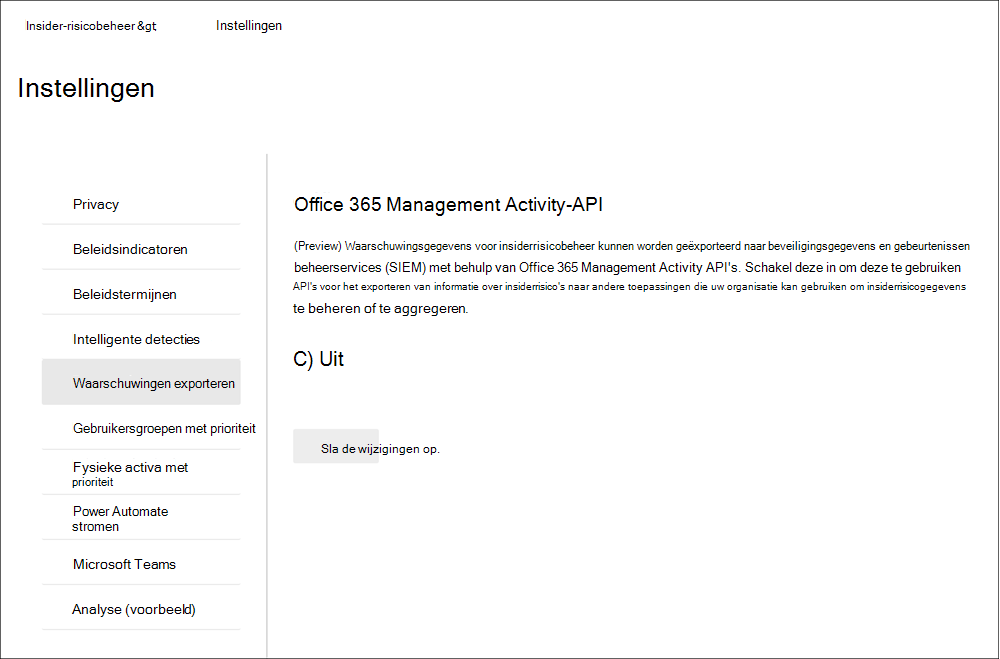 Insider-risicobeheer &gt; Instellingen
Instellingen
Privacy
Beleidsindicatoren
Beleidstermijnen
Intelligente detecties
Waarschuwingen exporteren
Gebruikersgroepen met prioriteit
Fysieke activa met
prioriteit
Power Automate
stromen
Microsoft Teams
Analyse (voorbeeld)
Office 365 Management Activity-API
(Preview) Waarschuwingsgegevens voor insiderrisicobeheer kunnen worden geëxporteerd naar beveiligingsgegevens en gebeurtenissen
beheerservices (SIEM) met behulp van Office 365 Management Activity API's. Schakel deze in om deze te gebruiken
API's voor het exporteren van informatie over insiderrisico's naar andere toepassingen die uw organisatie kan gebruiken om insiderrisicogegevens
te beheren of te aggregeren.
C) Uit
Sla de wijzigingen op.